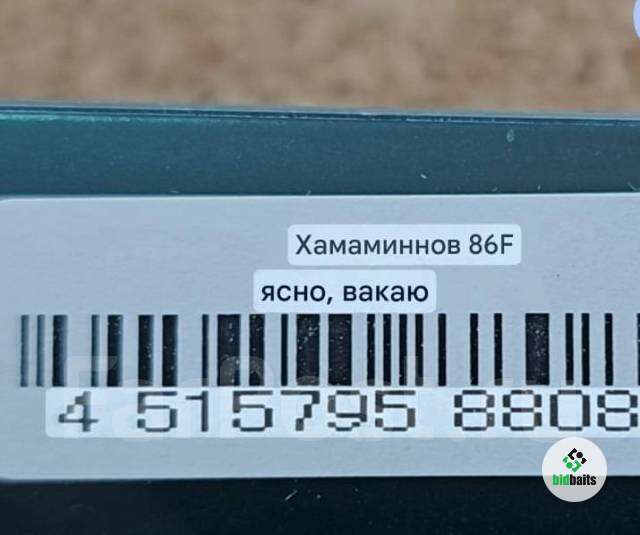 Хамаминнов 86F
ясно, вакаю
4 515795 8808
bidbaits